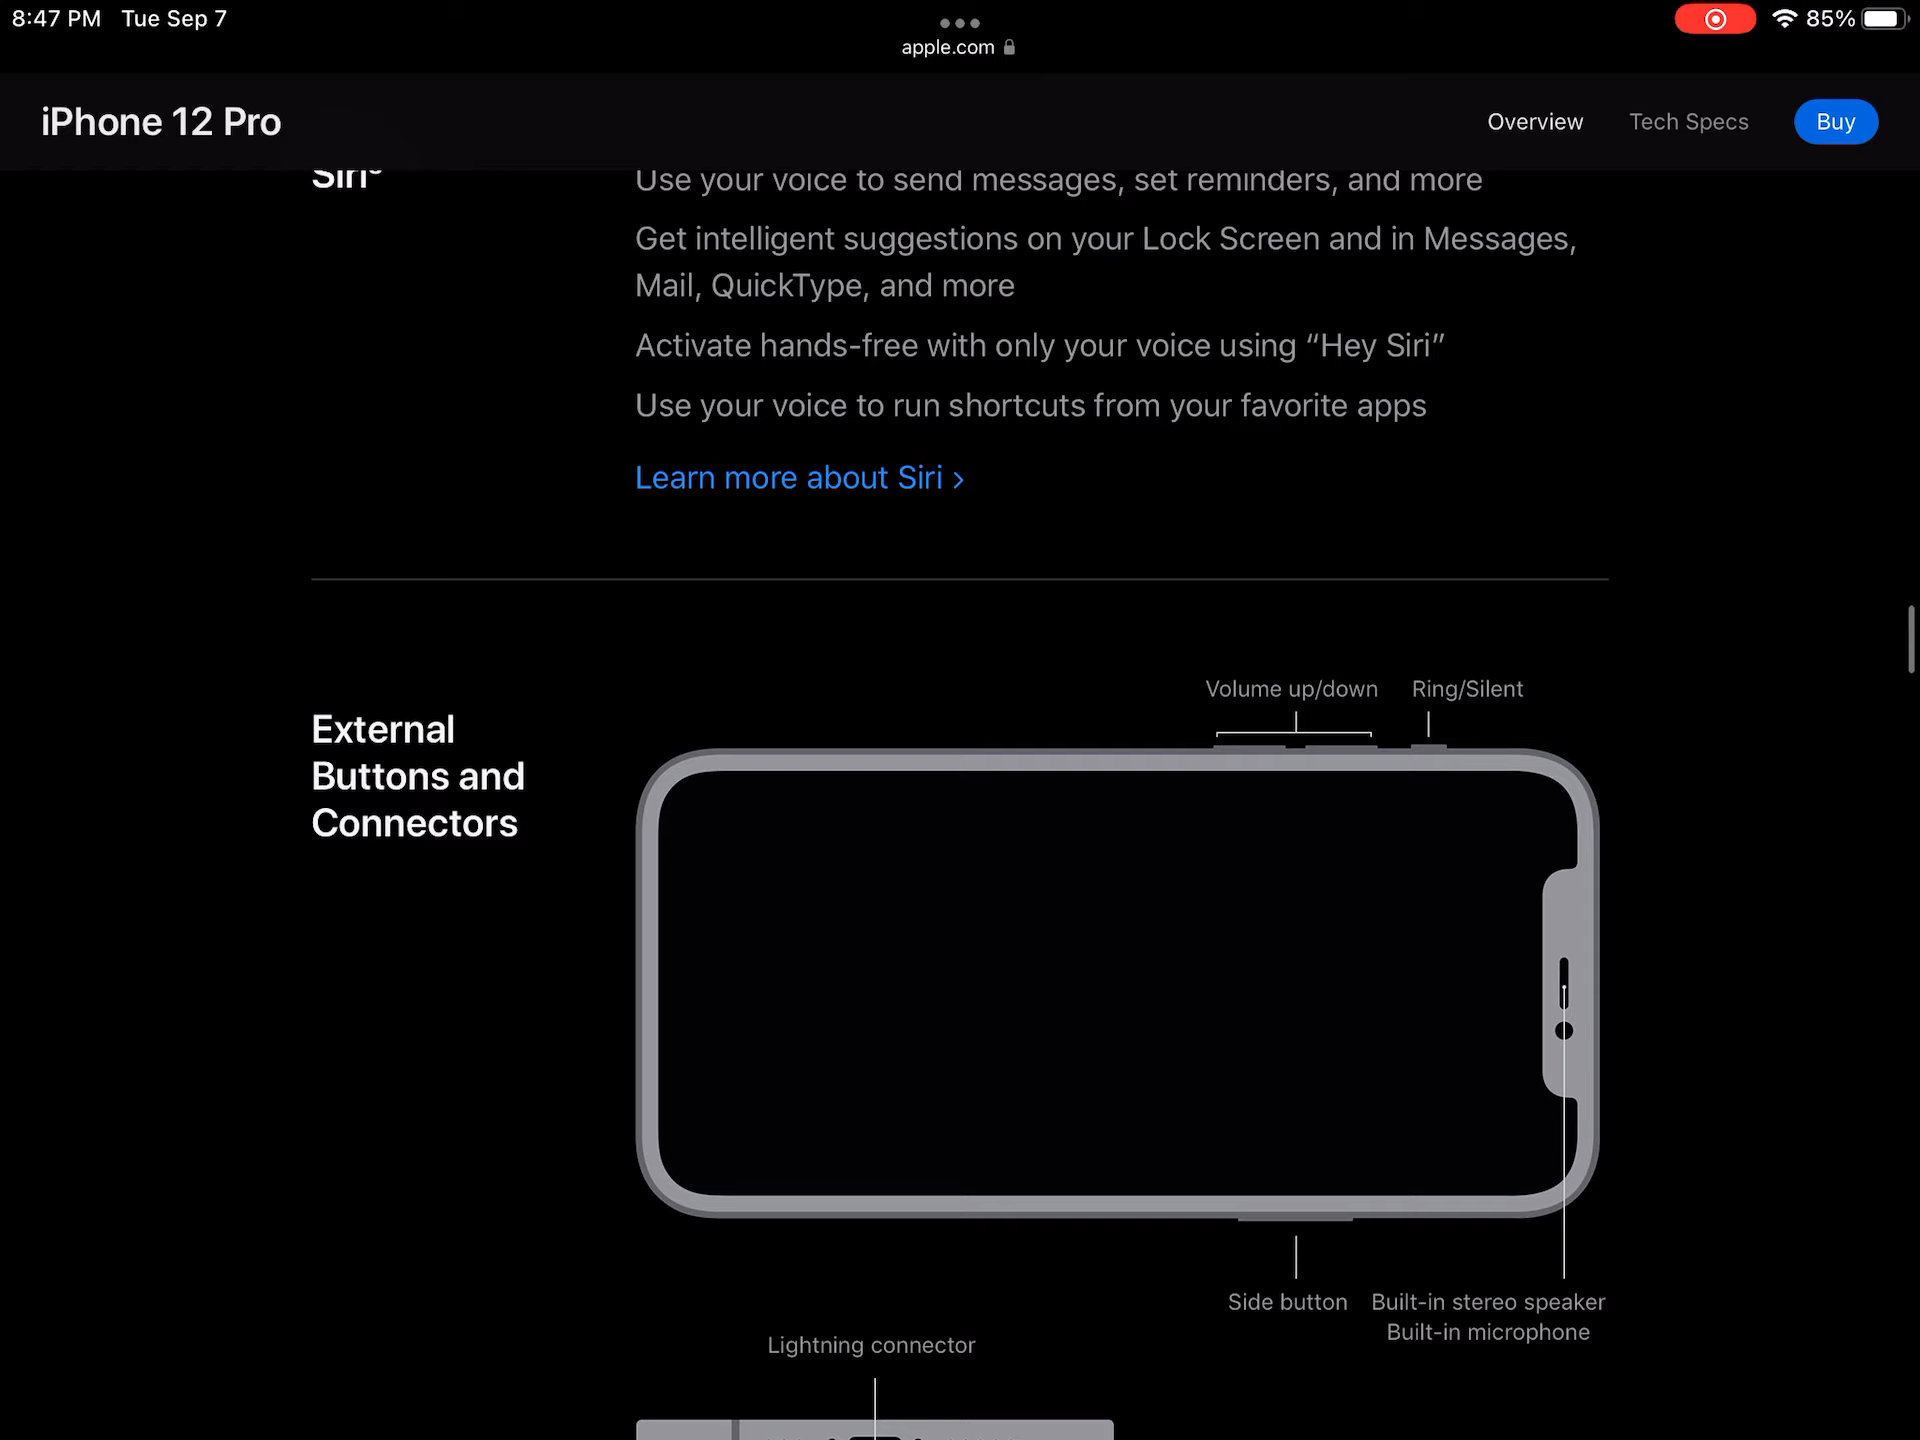 8:47 PM Tue Sep 7
85%
apple.com
iPhone 12 Pro
Overview
Tech Specs
Buy
Siri
Use your voice to send messages, set reminders, and more
Get intelligent suggestions on your Lock Screen and in Messages,
Mail, QuickType, and more
Activate hands-free with only your voice using “Hey Siri”
Use your voice to run shortcuts from your favorite apps
Learn more about Siri >
Volume up/down
Ring/Silent
External
Buttons and
Connectors
Side button
Built-in stereo speaker
Built-in microphone
Lightning connector